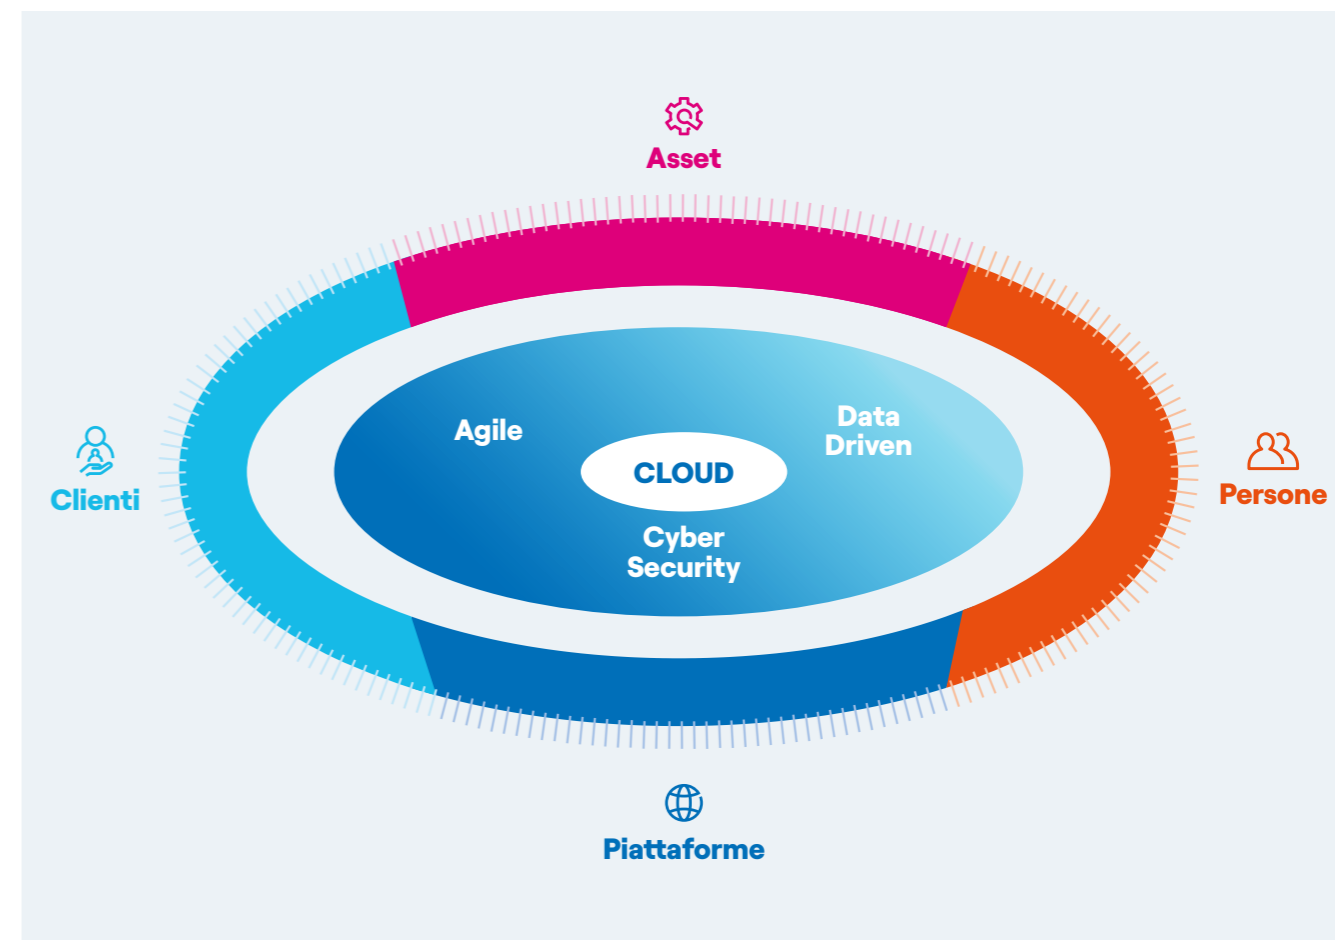 Asset
Agile
Data
Driven
CLOUD
Clienti
Persone
Cyber
Security
Piattaforme